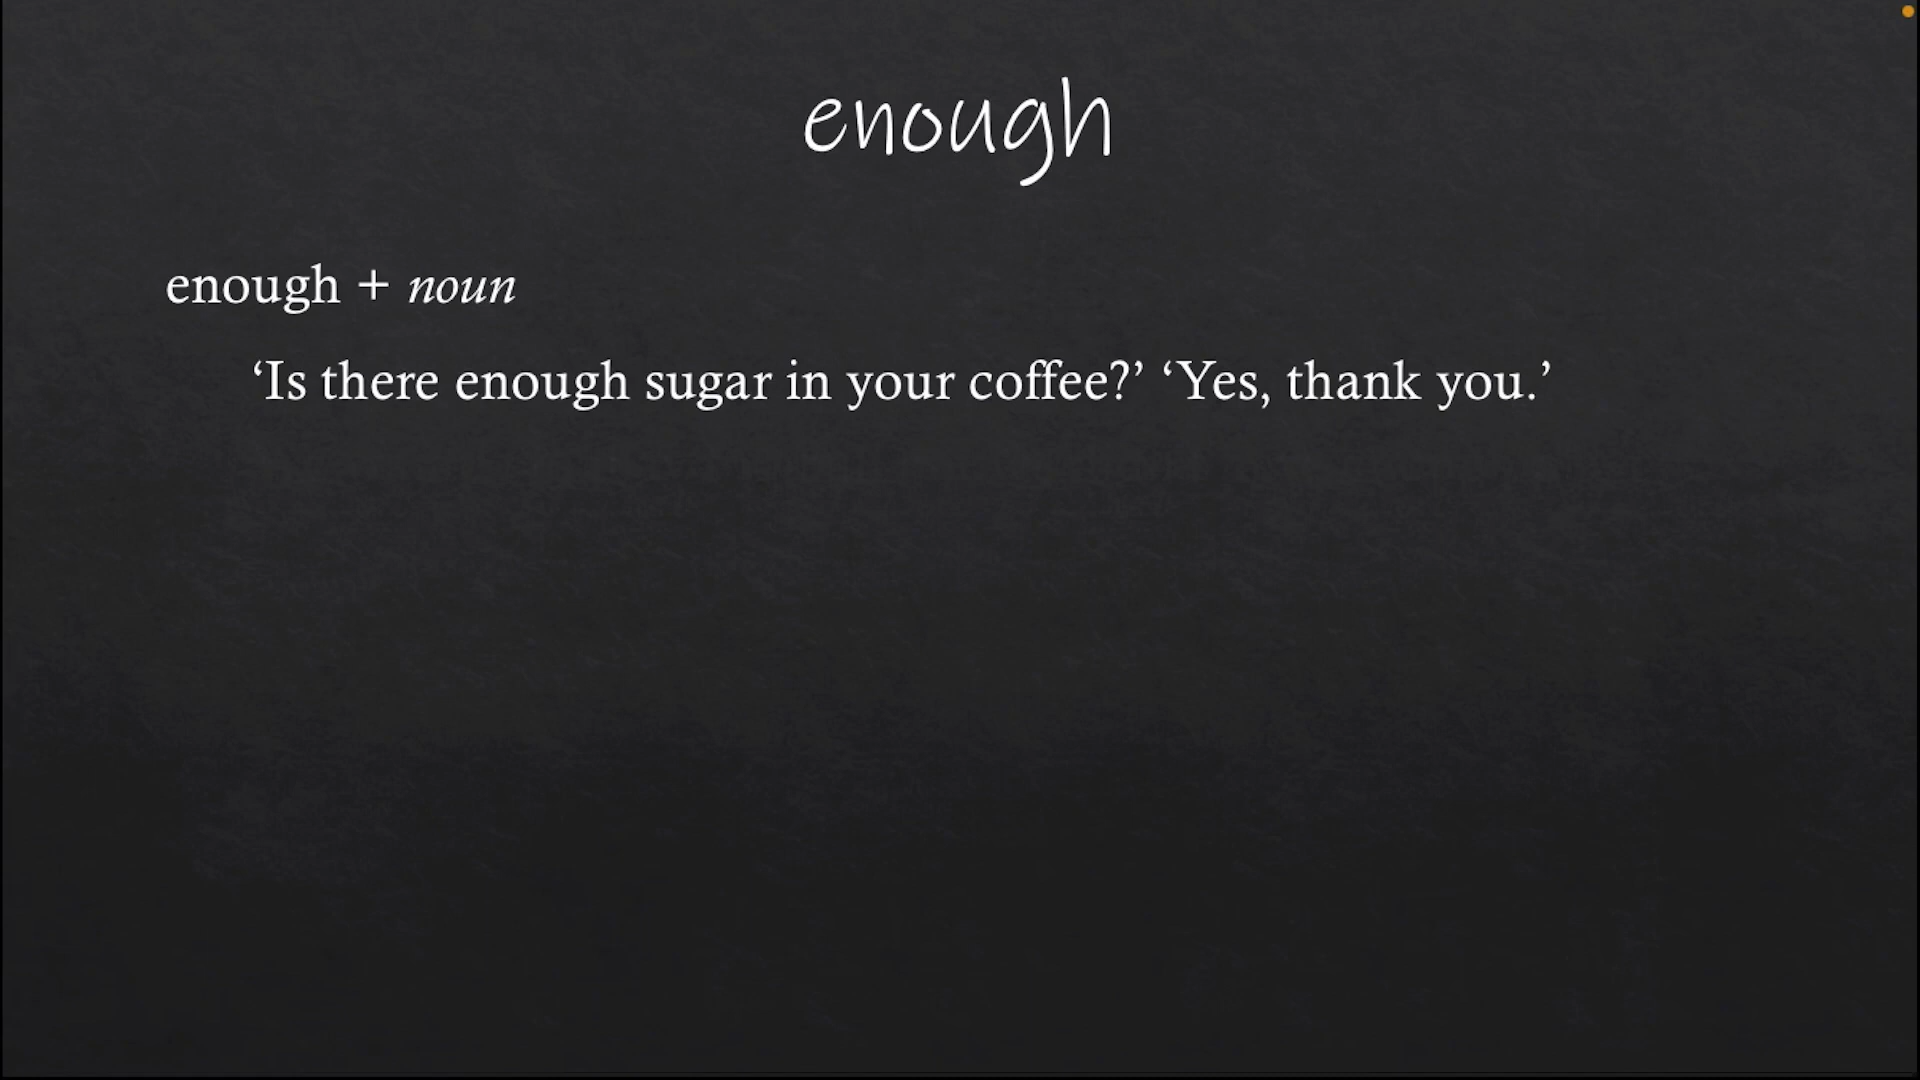 enough
enough + noun
‘Is there enough sugar in your coffee?’ ‘Yes, thank you.’